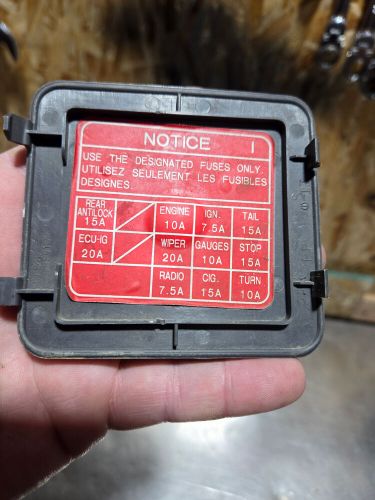 NOTICE I
USE THE DESIGNATED FUSES ONLY.
UTILISEZ SEULEMENT LES FUSIBLES
DESIGNES.
REAR ANTILOCK 15A ENGINE 10A IGN. 7.5A TAIL 15A
ECU-IG 20A WIPER 20A GAUGES 10A STOP 15A
RADIO 7.5A CIG. 15A TURN 10A